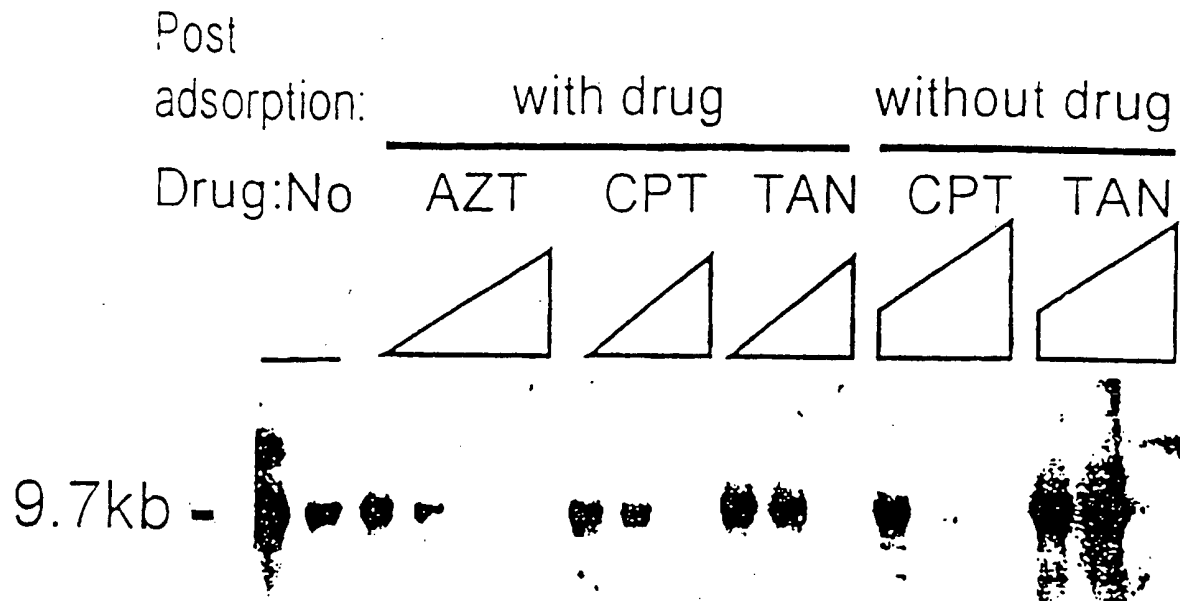 Post
adsorption: with drug without drug
Drug:No AZT CPT TAN CPT TAN
9.7kb -